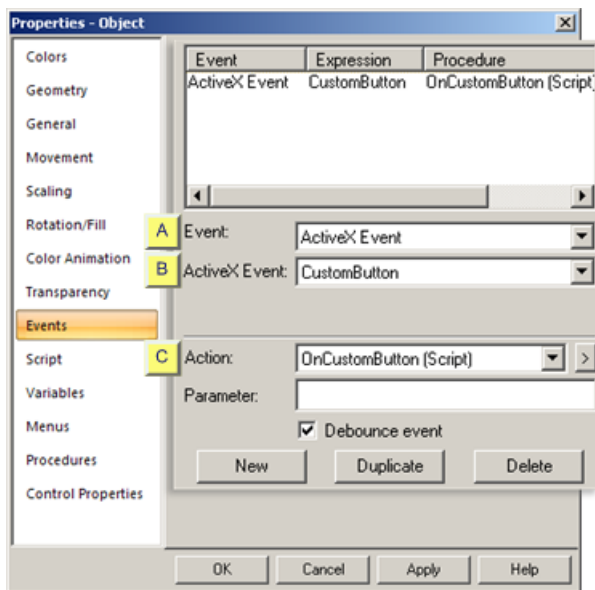 Properties - Object
Colors
Geometry
General
Movement
Scaling
Rotation/Fill
Color Animation
Transparency
Events
Script
Variables
Menus
Procedures
Control Properties
Event Expression Procedure
ActiveX Event CustomButton OnCustomButton (Script)
A Event: ActiveX Event
B ActiveX Event: CustomButton
C Action: OnCustomButton (Script) >
Parameter:
Debounce event
New Duplicate Delete
OK Cancel Apply Help